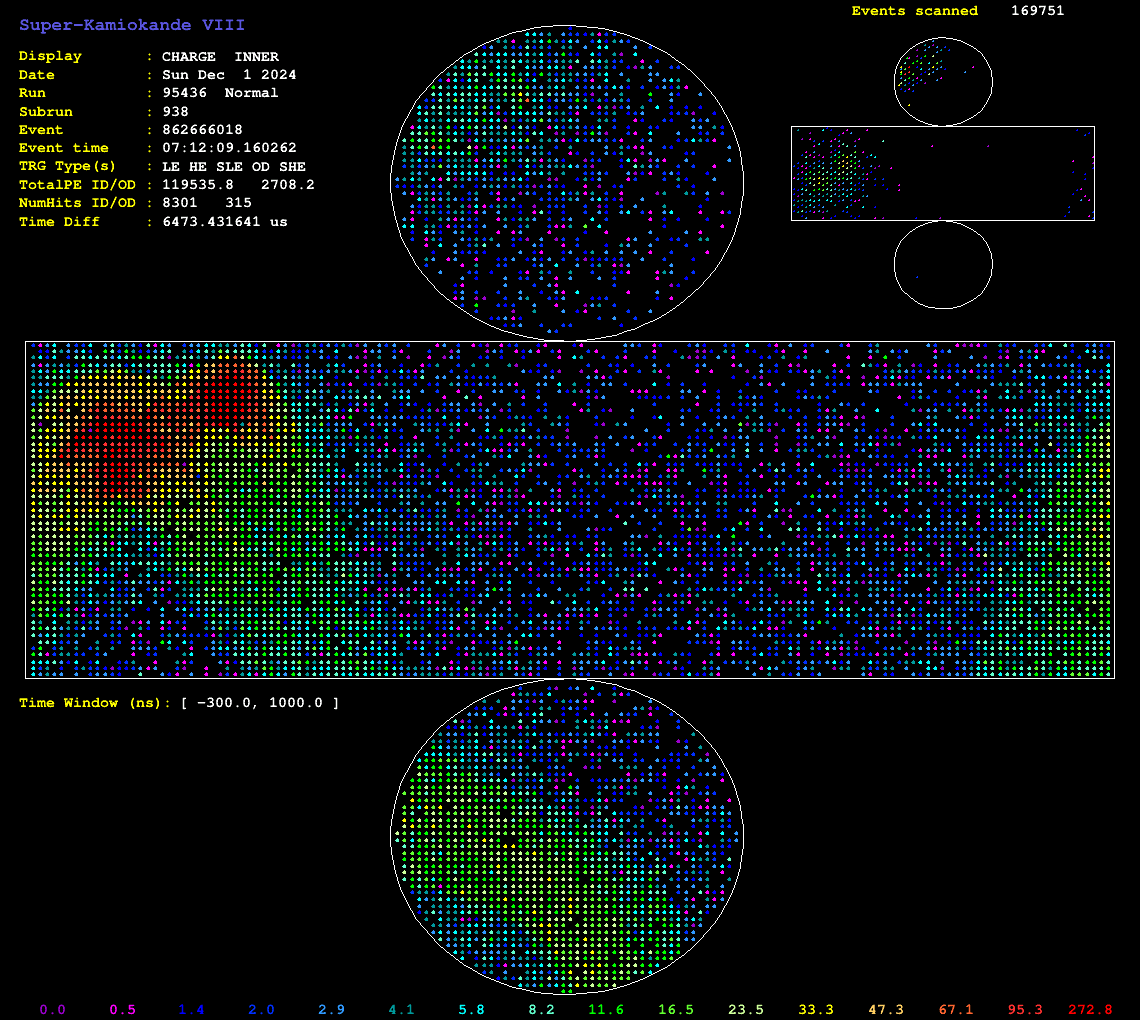 Super-Kamiokande VIII
Events scanned 169751
Display : CHARGE INNER
Date : Sun Dec 1 2024
Run : 95436 Normal
Subrun : 938
Event : 862666018
Event time : 07:12:09.160262
TRG Type(s) : LE HE SLE OD SHE
TotalPE ID/OD : 119535.8 2708.2
NumHits ID/OD : 8301 315
Time Diff : 6473.431641 us
Time Window (ns): [ -300.0, 1000.0 ]
0.0 0.5 1.4 2.0 2.9 4.1 5.8 8.2 11.6 16.5 23.5 33.3 47.3 67.1 95.3 272.8